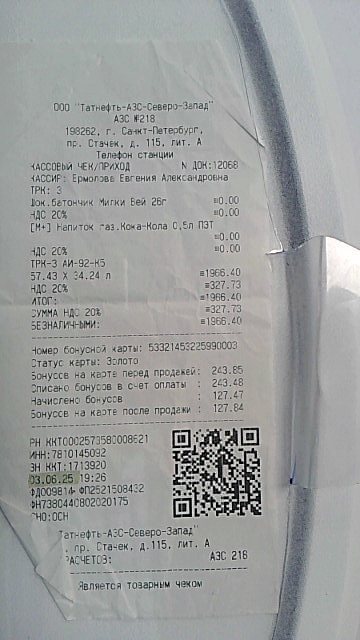 ООО "Татнефть-АЗС-Северо-Запад"
АЗС №218
198262, г. Санкт-Петербург,
пр. Стачек, д. 115, лит. А
Телефон станции
КАССОВЫЙ ЧЕК/ПРИХОД N ДОК:12068
КАССИР: Ермолова Евгения Александровна
ТРК: 3
Шок.батончик Милки Вей 26г =0.00
НДС 20% =0.00
[М+] Напиток газ.Кока-Кола 0,5л ПЭТ
=0.00
НДС 20% =0.00
ТРК-3 АИ-92-К5
57.43 X 34.24 л =1966.40
НДС 20% =327.73
ИТОГ: =1966.40
СУММА НДС 20% =327.73
БЕЗНАЛИЧНЫМИ: =1966.40
Номер бонусной карты: 53321453225990003
Статус карты: Золото
Бонусов на карте перед продажей: 243.85
Списано бонусов в счет оплаты : 243.48
Начислено бонусов : 127.47
Бонусов на карте после продажи : 127.84
РН ККТ:0002573580008621
ИНН:7810145092
ЗН ККТ:1713920
03.06.25 19:26
ФП2521508432
ФН7380440802020175
СНО:ОСН
Татнефть-АЗС-Северо-Запад"
, пр. Стачек, д.115, лит. А
РАСЧЕТОВ: АЗС 218
Является товарным чеком